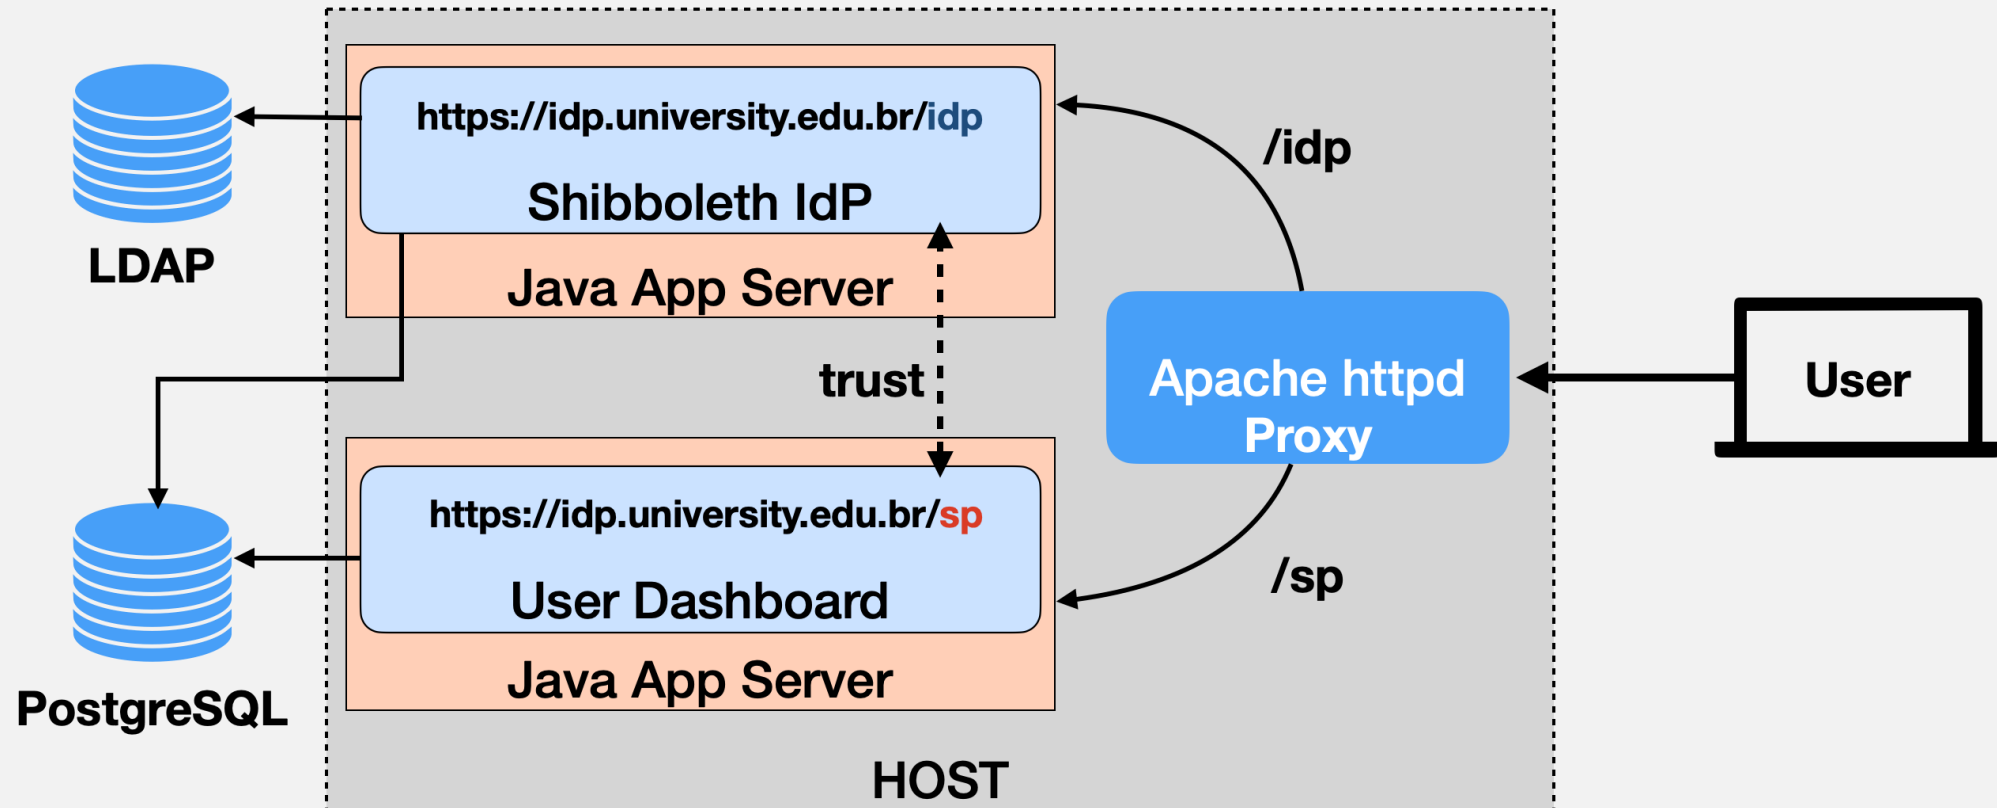 https://idp.university.edu.br/idp
Shibboleth IdP
Java App Server
LDAP
/idp
trust
Apache httpd
Proxy
User
https://idp.university.edu.br/sp
User Dashboard
Java App Server
/sp
PostgreSQL
HOST